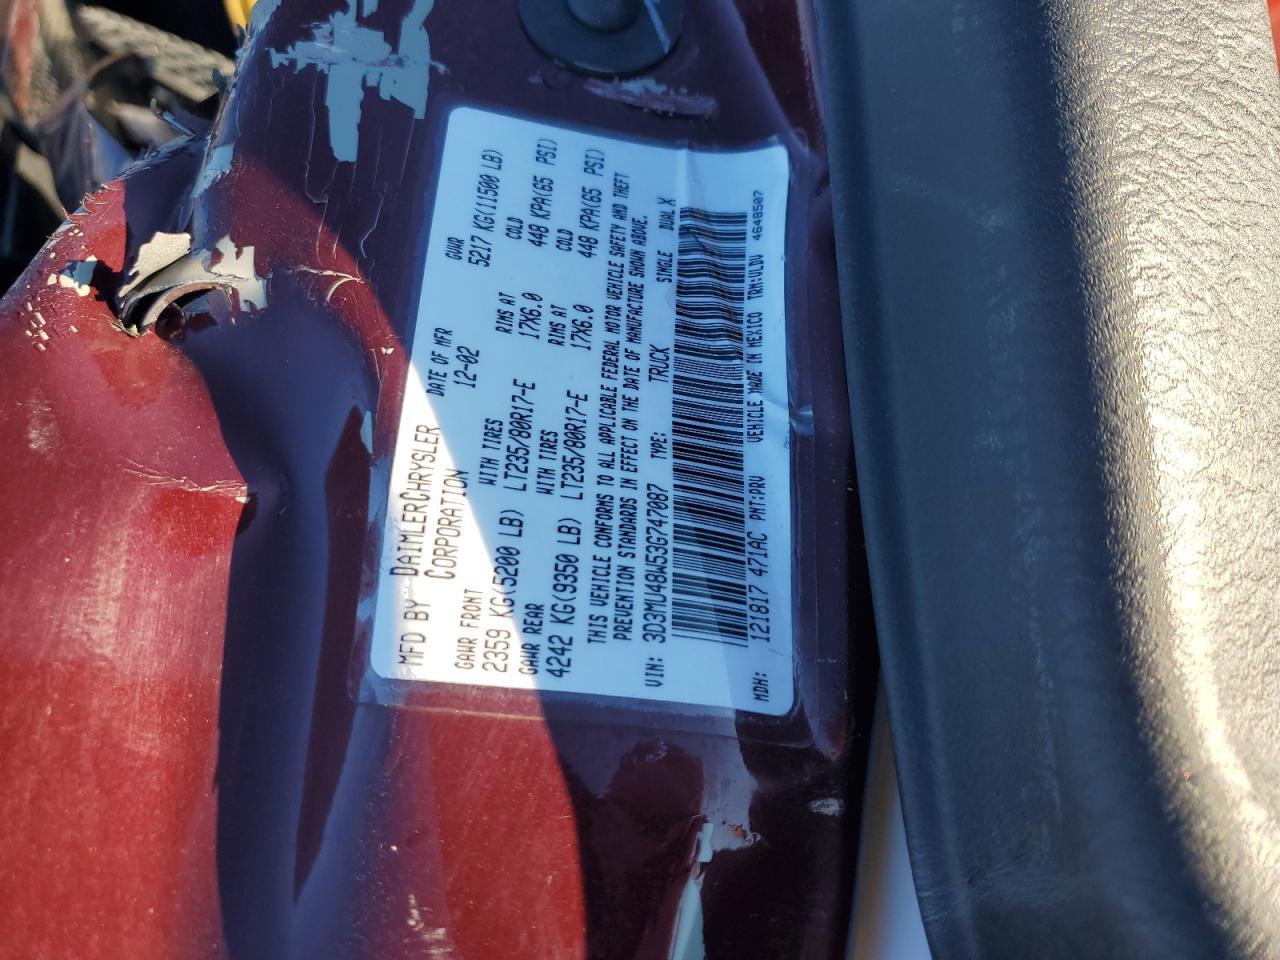 MFD BY DAIMLERCHRYSLER CORPORATION
DATE OF MFR
12-02
GVWR
5217 KG(11500 LB)
GAWR FRONT WITH TIRES RIMS AT COLD
2359 KG(5200 LB) LT235/80R17-E 17X6.0 448 KPA(65 PSI)
GAWR REAR WITH TIRES RIMS AT COLD
4242 KG(9350 LB) LT235/80R17-E 17X6.0 448 KPA(65 PSI)
THIS VEHICLE CONFORMS TO ALL APPLICABLE FEDERAL MOTOR VEHICLE SAFETY AND THEFT
PREVENTION STANDARDS IN EFFECT ON THE DATE OF MANUFACTURE SHOWN ABOVE.
VIN: 3D3MU48W53G747087 TYPE: TRUCK SINGLE DUAL X
MDH: 121817 471AC PNT:PRV VEHICLE MADE IN MEXICO TRM:VLDV 4648507